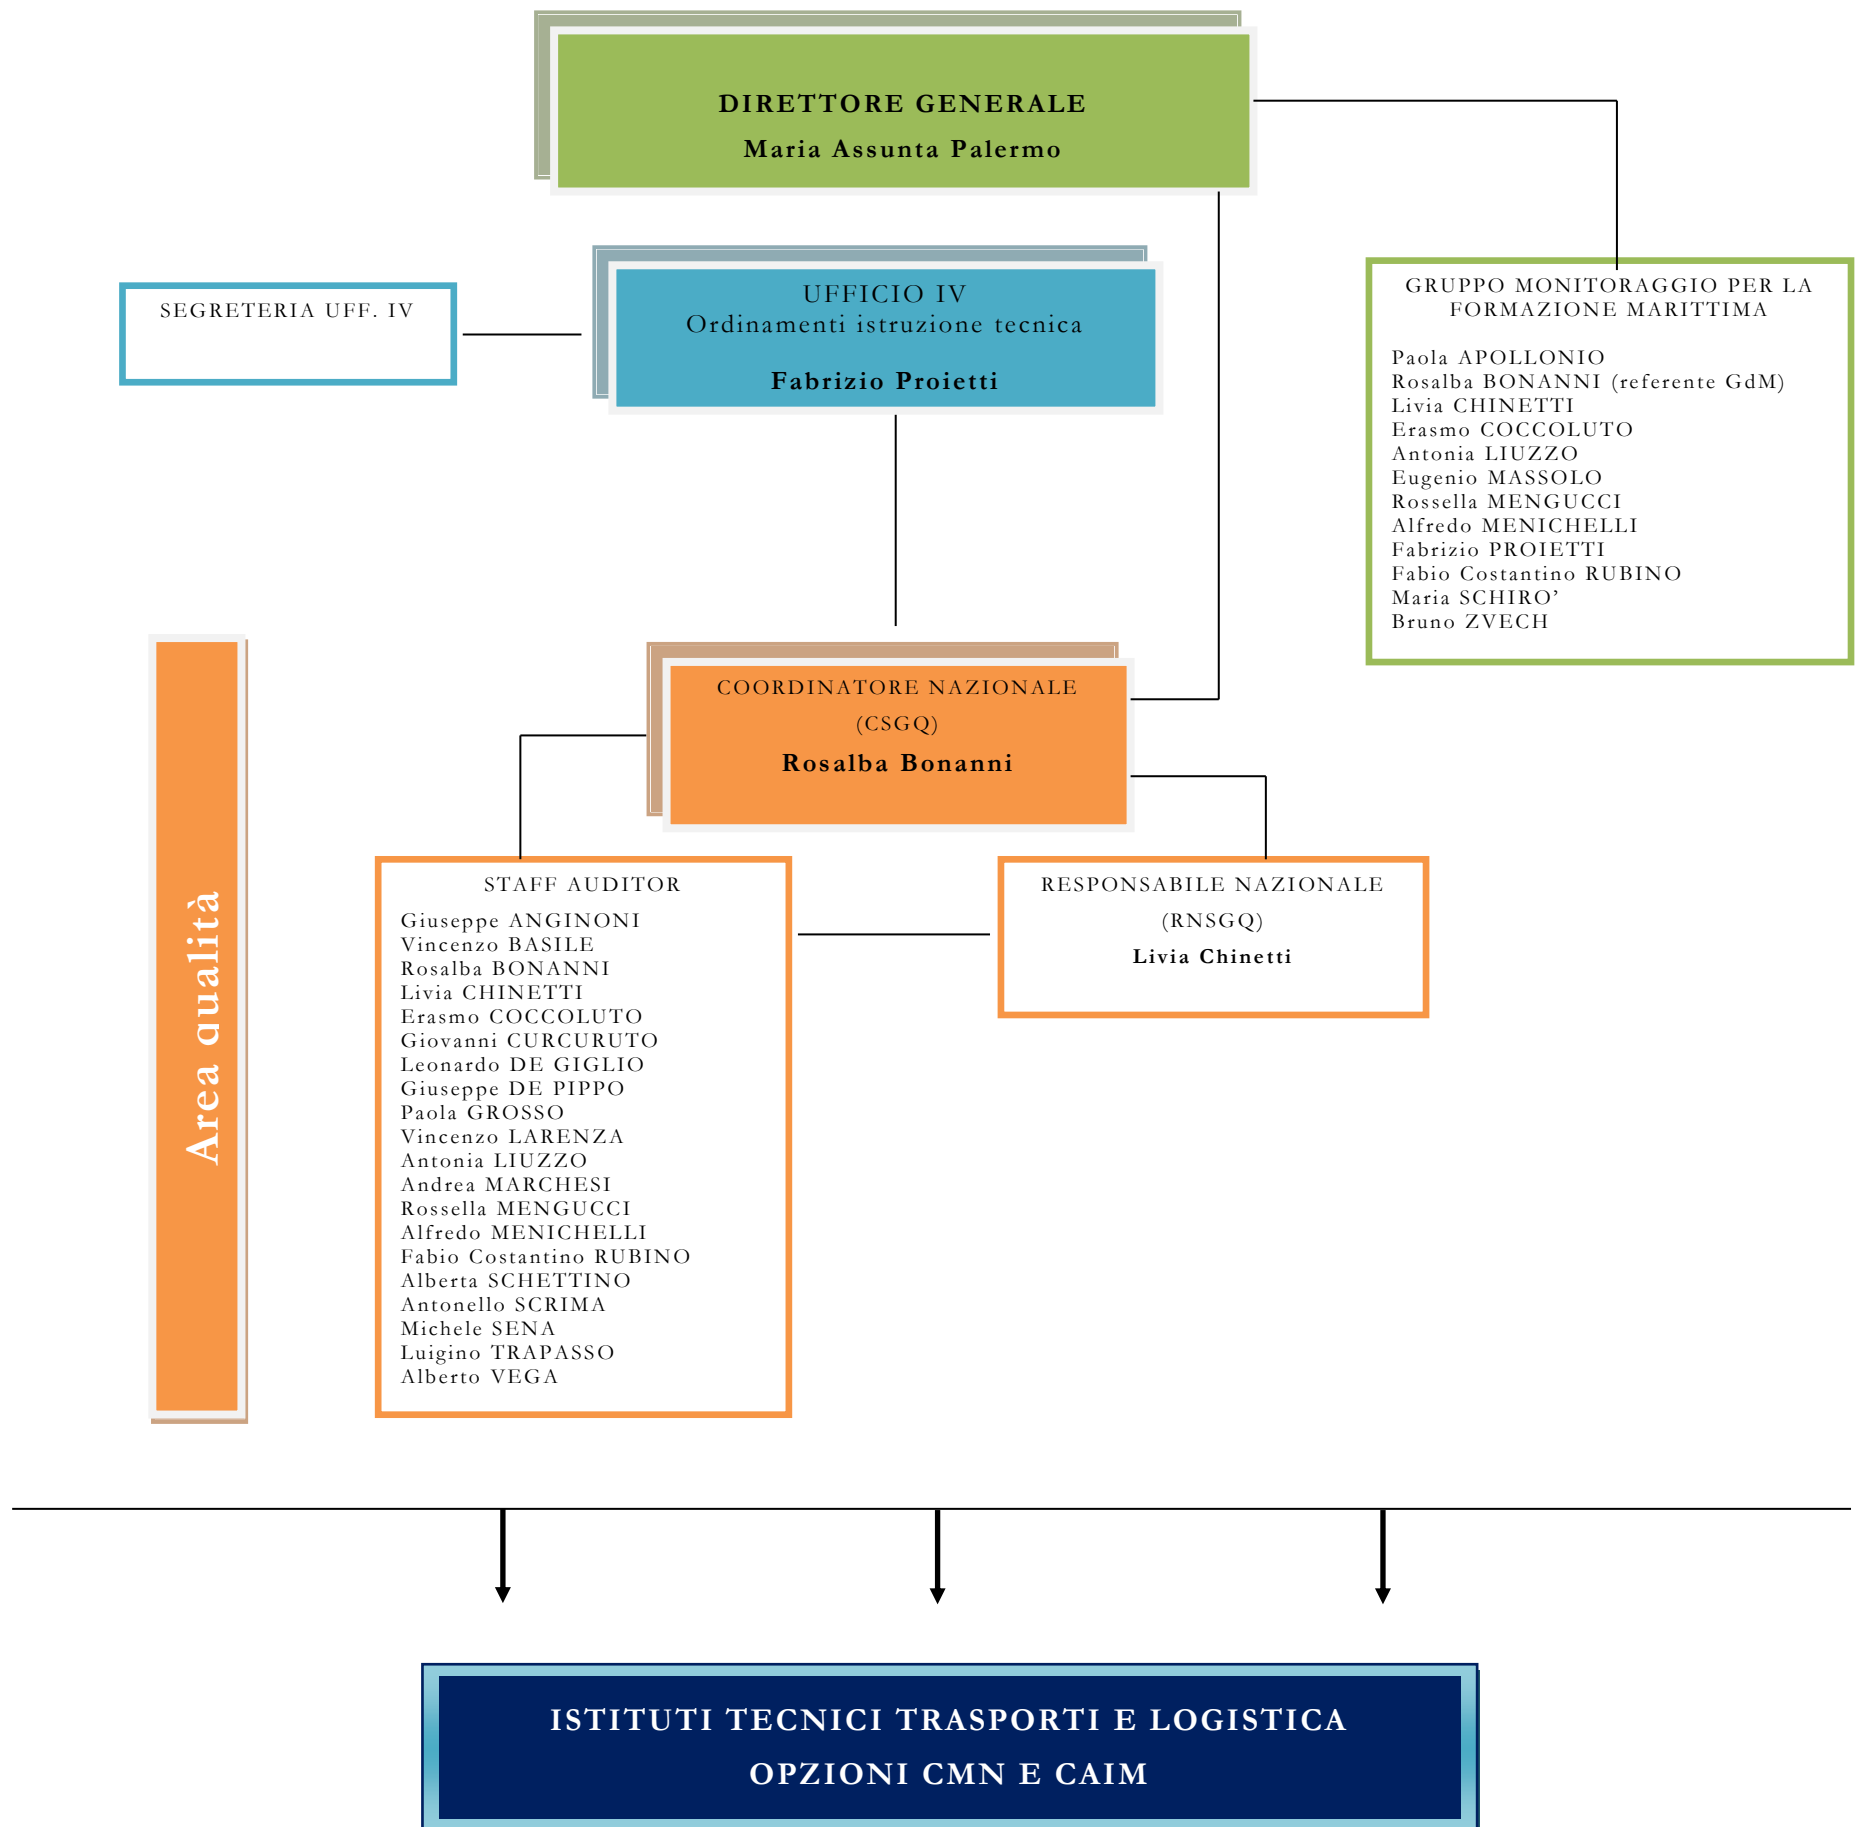 DIRETTORE GENERALE
Maria Assunta Palermo
SEGRETERIA UFF. IV
UFFICIO IV
Ordinamenti istruzione tecnica
Fabrizio Proietti
GRUPPO MONITORAGGIO PER LA
FORMAZIONE MARITTIMA
Paola APOLLONIO
Rosalba BONANNI (referente GdM)
Livia CHINETTI
Erasmo COCCOLUTO
Antonia LIUZZO
Eugenio MASSOLO
Rossella MENGUCCI
Alfredo MENICHELLI
Fabrizio PROIETTI
Fabio Costantino RUBINO
Maria SCHIRO’
Bruno ZVECH
Area qualità
COORDINATORE NAZIONALE
(CSGQ)
Rosalba Bonanni
STAFF AUDITOR
Giuseppe ANGINONI
Vincenzo BASILE
Rosalba BONANNI
Livia CHINETTI
Erasmo COCCOLUTO
Giovanni CURCURUTO
Leonardo DE GIGLIO
Giuseppe DE PIPPO
Paola GROSSO
Vincenzo LARENZA
Antonia LIUZZO
Andrea MARCHESI
Rossella MENGUCCI
Alfredo MENICHELLI
Fabio Costantino RUBINO
Alberta SCHETTINO
Antonello SCRIMA
Michele SENA
Luigino TRAPASSO
Alberto VEGA
RESPONSABILE NAZIONALE
(RNSGQ)
Livia Chinetti
ISTITUTI TECNICI TRASPORTI E LOGISTICA
OPZIONI CMN E CAIM